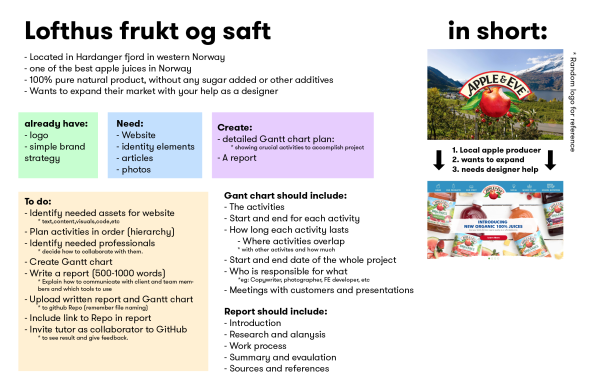 Lofthus frukt og saft
- Located in Hardanger fjord in western Norway
- one of the best apple juices in Norway
- 100% pure natural product, without any sugar added or other additives
- Wants to expand their market with your help as a designer
already have:
- logo
- simple brand
strategy
Need:
- Website
- identity elements
- articles
- photos
Create:
- detailed Gantt chart plan:
* showing crucial activities to accomplish project
- A report
To do:
- Identify needed assets for website
* text,content,visuals,code,etc
- Plan activities in order (hierarchy)
- Identify needed professionals
* decide how to collaborate with them.
- Create Gantt chart
- Write a report (500-1000 words)
* Explain how to communicate with client and team mem-
bers and which tools to use
- Upload written report and Gantt chart
* to github Repo (remember file naming)
- Include link to Repo in report
- Invite tutor as collaborator to GitHub
* to see result and give feedback.
Gant chart should include:
- The activities
- Start and end for each activity
- How long each activity lasts
- Where activities overlap
* with other activites and how much
- Start and end date of the whole project
- Who is responsible for what
*eg: Copywriter, photographer, FE developer, etc
- Meetings with customers and presentations
Report should include:
- Introduction
- Research and alanysis
- Work process
- Summary and evaulation
- Sources and references
in short:
APPLE & EVE
* Random logo for reference
1. Local apple producer
2. wants to expand
3. needs designer help
APPLE & EVE
INTRODUCING
NEW ORGANIC 100% JUICES